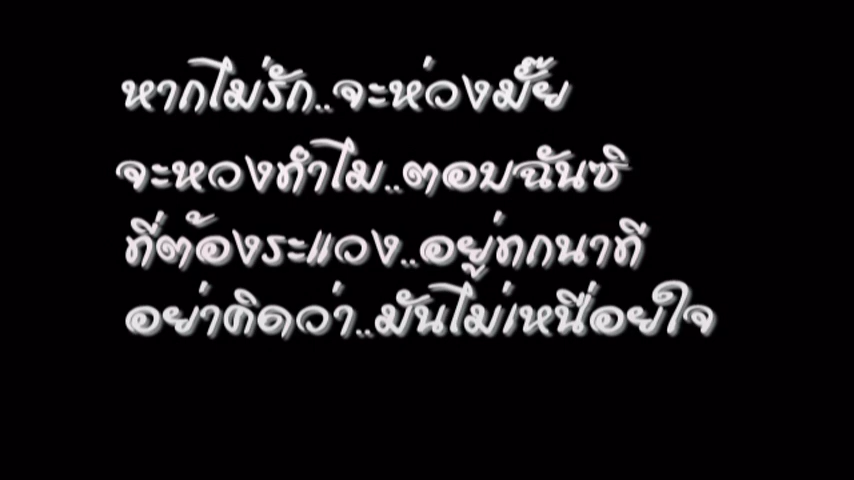 หากไม่รัก..จะห่วงมั๊ย
จะหวงทำไม..ตอบฉันซิ
ที่ต้องระแวง..อยู่ทกนาที
อย่าคิดว่า..มันไม่เหนื่อยใจ